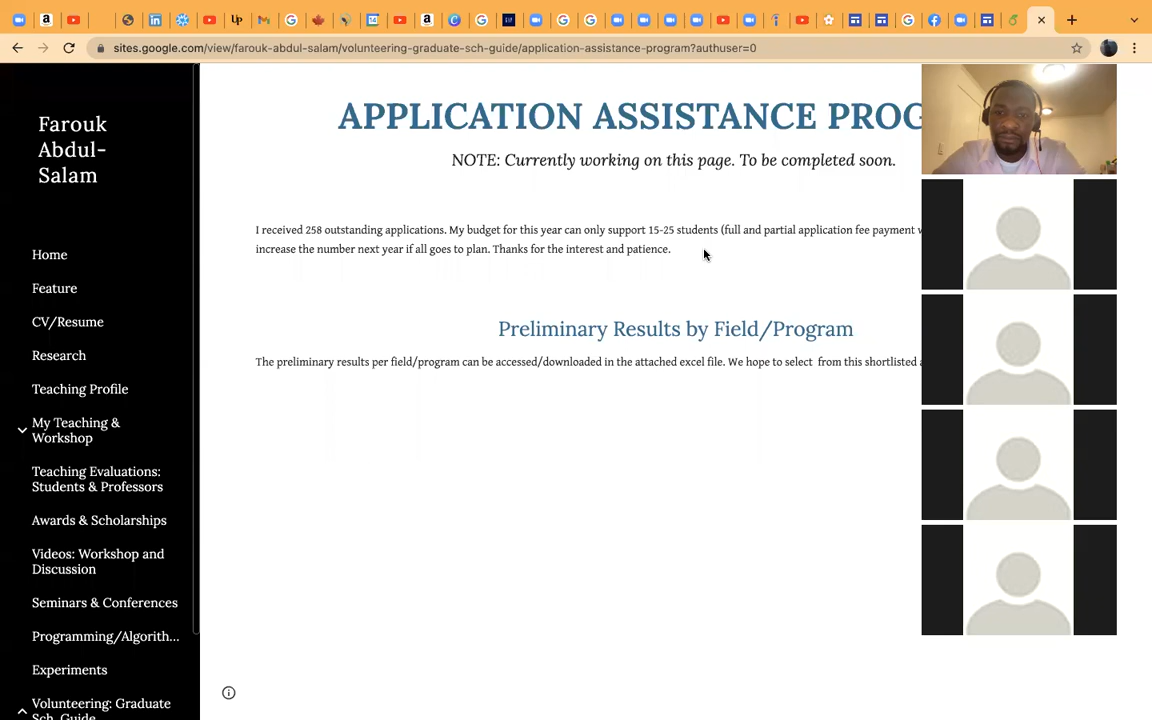 sites.google.com/view/farouk-abdul-salam/volunteering-graduate-sch-guide/application-assistance-program?authuser=0
Farouk
Abdul-
Salam
Home
Feature
CV/Resume
Research
Teaching Profile
My Teaching &
Workshop
Teaching Evaluations:
Students & Professors
Awards & Scholarships
Videos: Workshop and
Discussion
Seminars & Conferences
Programming/Algorith...
Experiments
Volunteering: Graduate
Sch. Guide
APPLICATION ASSISTANCE PROG
NOTE: Currently working on this page. To be completed soon.
I received 258 outstanding applications. My budget for this year can only support 15-25 students (full and partial application fee payment
increase the number next year if all goes to plan. Thanks for the interest and patience.
Preliminary Results by Field/Program
The preliminary results per field/program can be accessed/downloaded in the attached excel file. We hope to select from this shortlisted